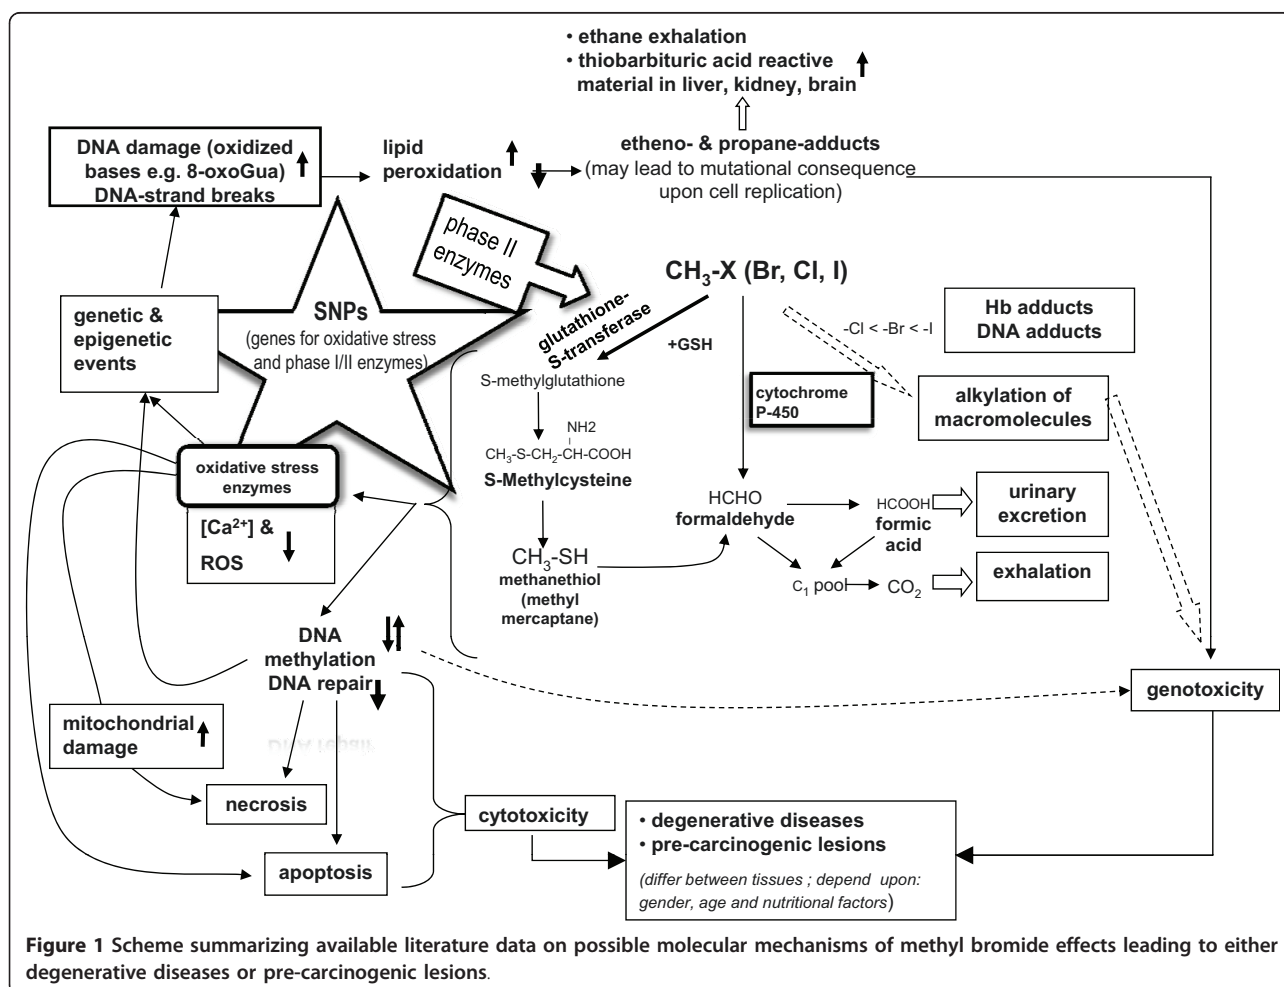 • ethane exhalation
• thiobarbituric acid reactive
material in liver, kidney, brain
DNA damage (oxidized
bases e.g. 8-oxoGua)
DNA-strand breaks
lipid
peroxidation
etheno- & propane-adducts
(may lead to mutational consequence
upon cell replication)
phase II
enzymes
CH₃-X (Br, Cl, I)
genetic &
epigenetic
events
SNPs
(genes for oxidative stress
and phase I/II enzymes)
glutathione-
S-transferase
+GSH
-Cl < -Br < -I
Hb adducts
DNA adducts
S-methylglutathione
cytochrome
P-450
alkylation of
macromolecules
NH2
CH₃-S-CH₂-CH-COOH
S-Methylcysteine
oxidative stress
enzymes
[Ca²⁺] &
ROS
HCHO
formaldehyde
HCOOH
formic
acid
urinary
excretion
CH₃-SH
methanethiol
(methyl
mercaptane)
C₁ pool
CO₂
exhalation
DNA
methylation
DNA repair
DNA repair
genotoxicity
mitochondrial
damage
necrosis
cytotoxicity
apoptosis
• degenerative diseases
• pre-carcinogenic lesions
(differ between tissues ; depend upon:
gender, age and nutritional factors)
Figure 1 Scheme summarizing available literature data on possible molecular mechanisms of methyl bromide effects leading to either
degenerative diseases or pre-carcinogenic lesions.